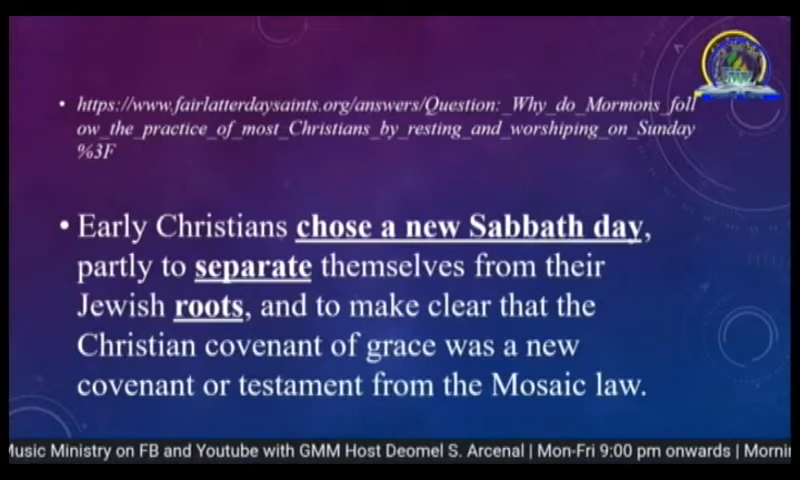 • https://www.fairlatterdaysaints.org/answers/Question:_Why_do_Mormons_foll
ow_the_practice_of_most_Christians_by_resting_and_worshiping_on_Sunday
%3F
• Early Christians chose a new Sabbath day,
partly to separate themselves from their
Jewish roots, and to make clear that the
Christian covenant of grace was a new
covenant or testament from the Mosaic law.
Music Ministry on FB and Youtube with GMM Host Deomel S. Arcenal | Mon-Fri 9:00 pm onwards |